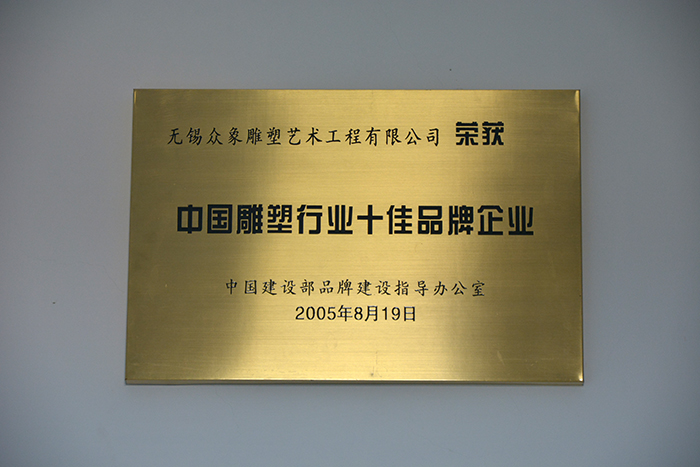 无锡众象雕塑艺术工程有限公司 荣获
中国雕塑行业十佳品牌企业
中国建设部品牌建设指导办公室
2005年8月19日